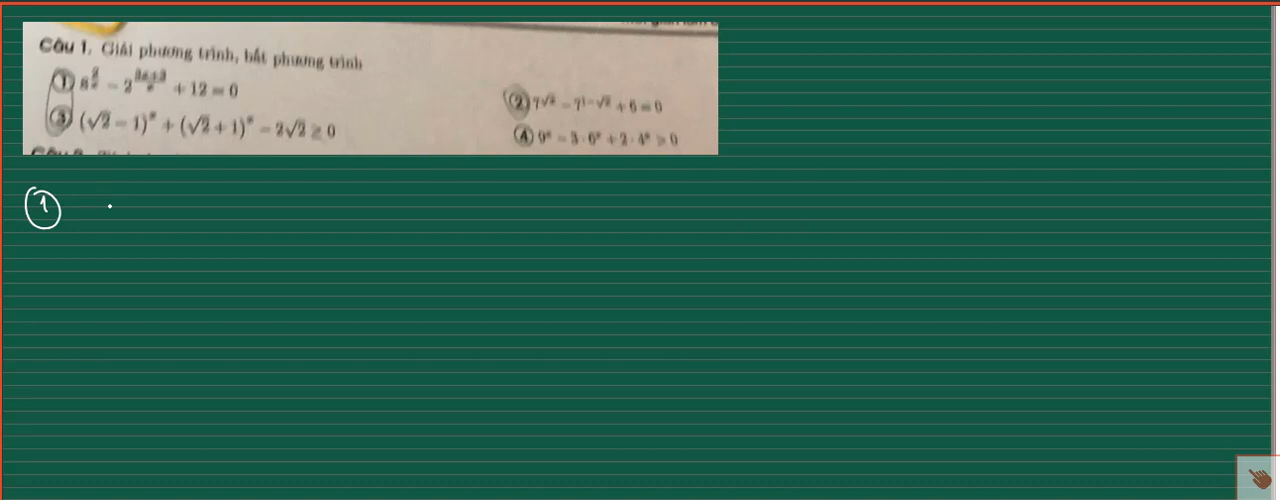 Câu 1. Giải phương trình, bất phương trình
① 8^{2/x} − 2^{(3x+3)/x} + 12 = 0
② 7^{√x} − 7^{1−√x} + 6 = 0
③ (√2 − 1)^x + (√2 + 1)^x − 2√2 ≥ 0
④ 9^x − 3 · 6^x + 2 · 4^x > 0
①